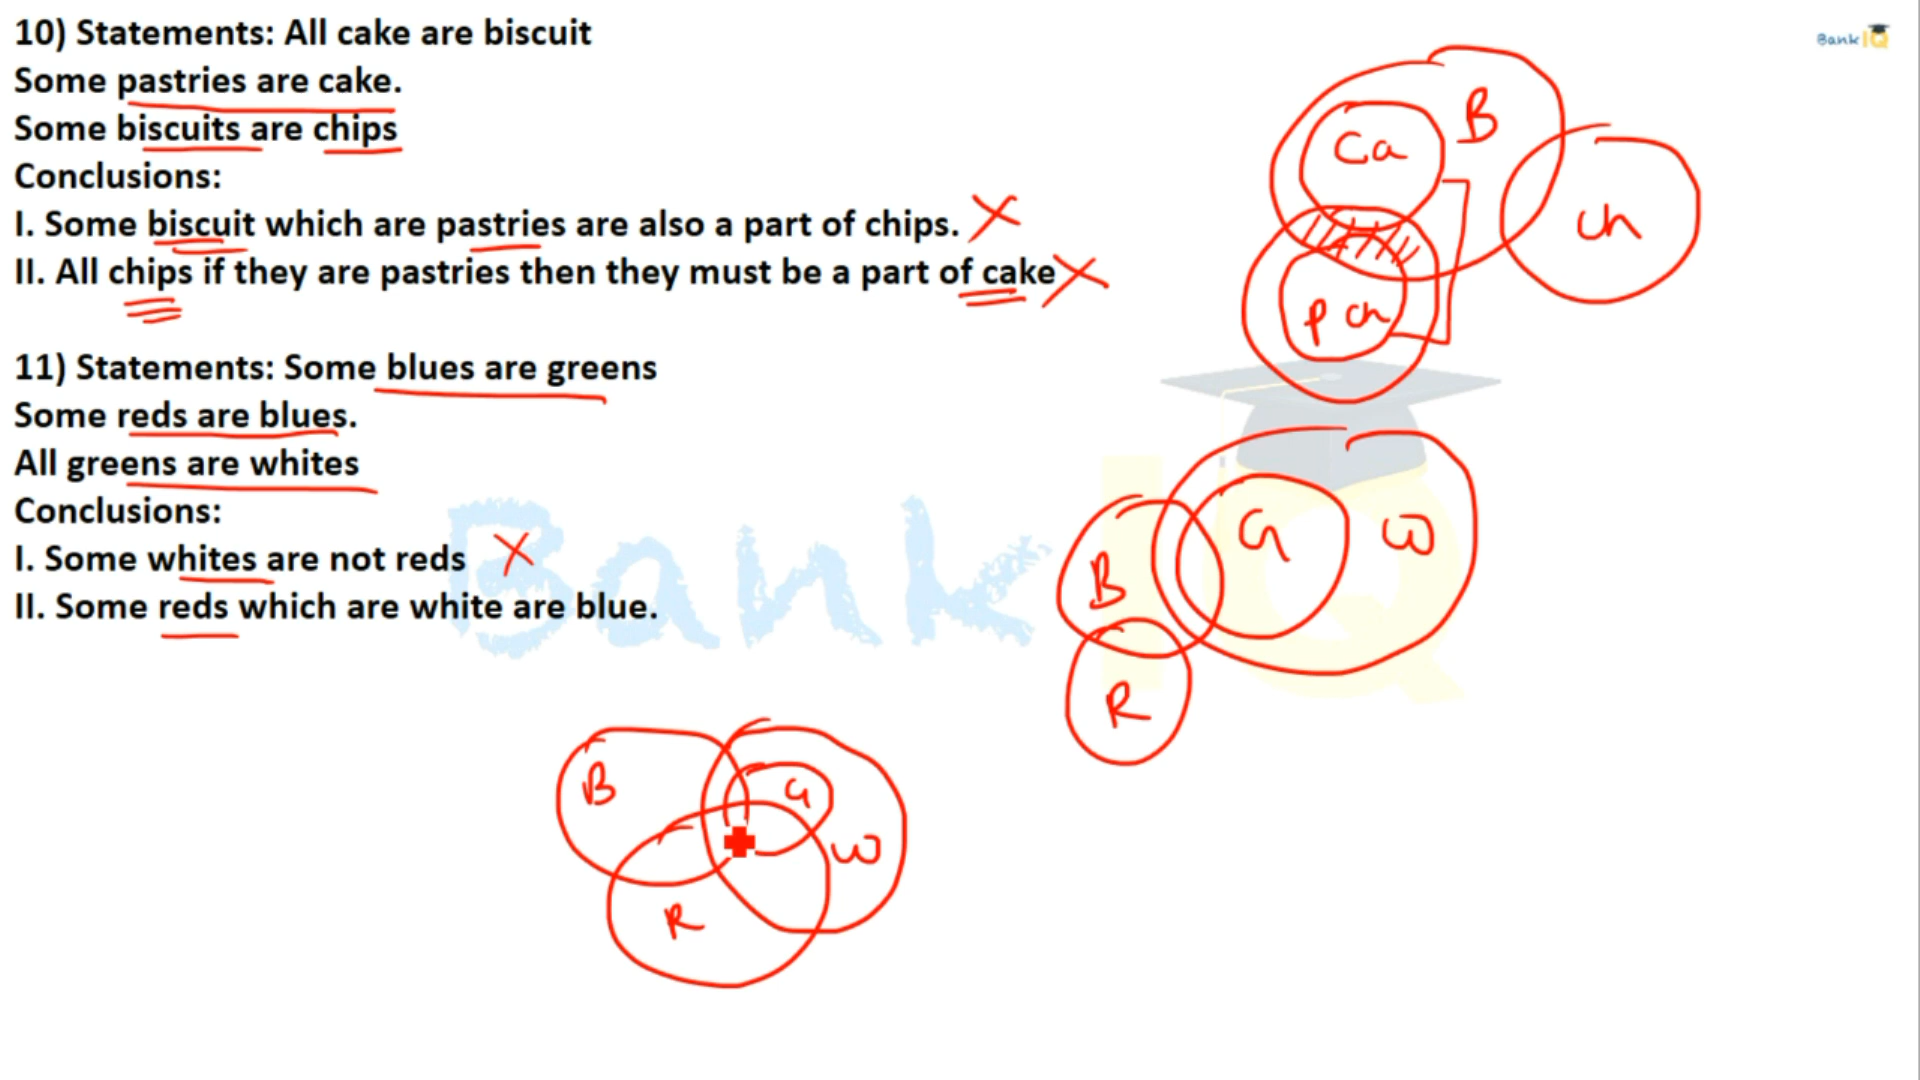 10) Statements: All cake are biscuit
Some pastries are cake.
Some biscuits are chips
Conclusions:
I. Some biscuit which are pastries are also a part of chips.
II. All chips if they are pastries then they must be a part of cake
11) Statements: Some blues are greens
Some reds are blues.
All greens are whites
Conclusions:
I. Some whites are not reds
II. Some reds which are white are blue.
Bank IQ
Ca
B
Ch
P Ch
G
W
B
R
B
G
W
R
Bank IQ